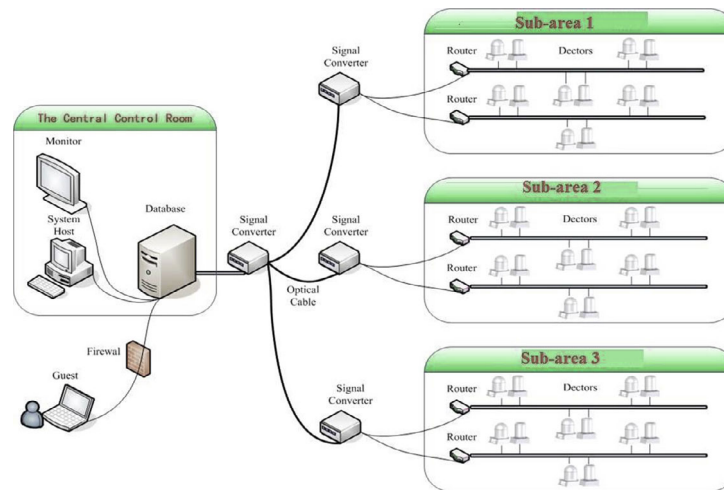 Sub-area 1
Signal
Converter
Router
Dectors
Router
The Central Control Room
Monitor
System
Host
Database
Signal
Converter
Optical
Cable
Signal
Converter
Sub-area 2
Router
Dectors
Router
Firewall
Guest
Signal
Converter
Sub-area 3
Router
Dectors
Router